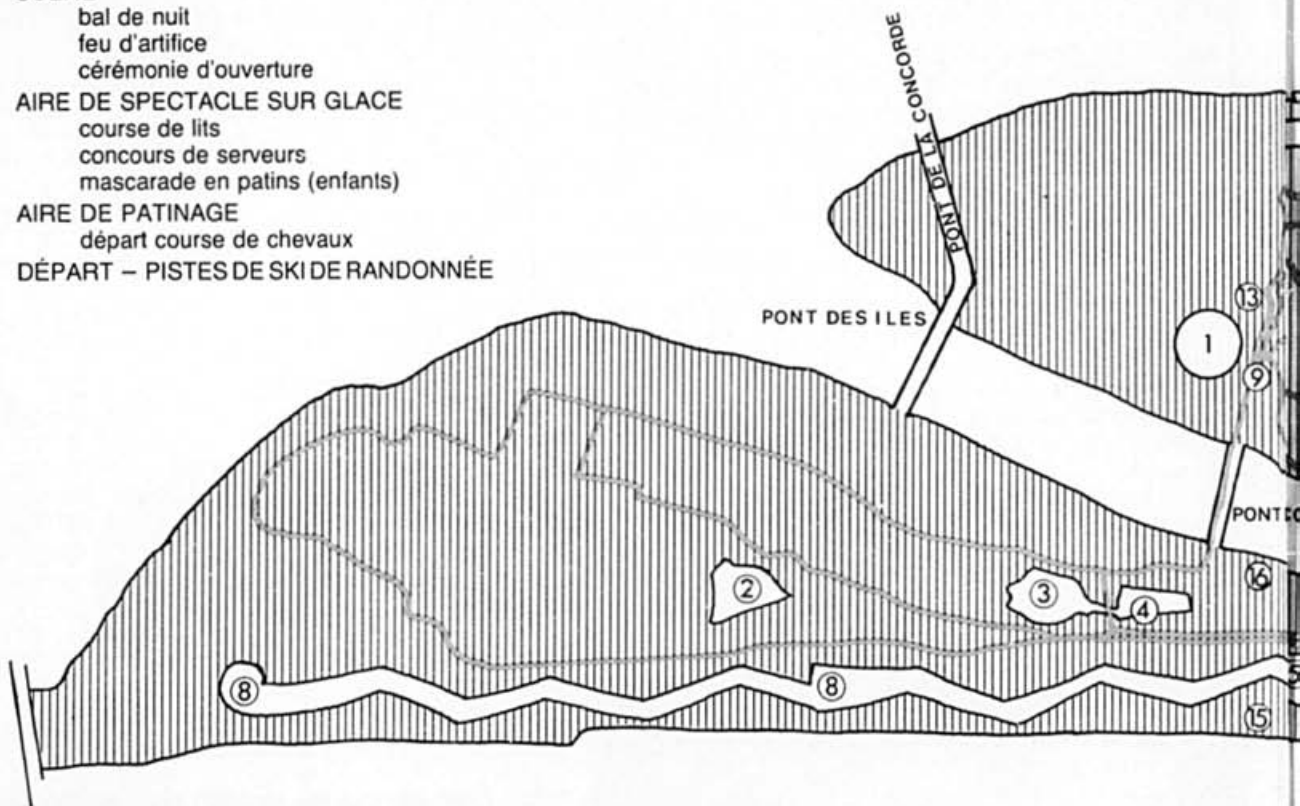 bal de nuit
feu d'artifice
cérémonie d'ouverture
AIRE DE SPECTACLE SUR GLACE
course de lits
concours de serveurs
mascarade en patins (enfants)
AIRE DE PATINAGE
départ course de chevaux
DÉPART – PISTES DE SKI DE RANDONNÉE
PONT DE LA CONCORDE
PONT DES ILES
13
1
9
PONT
16
2
3
4
8
8
15